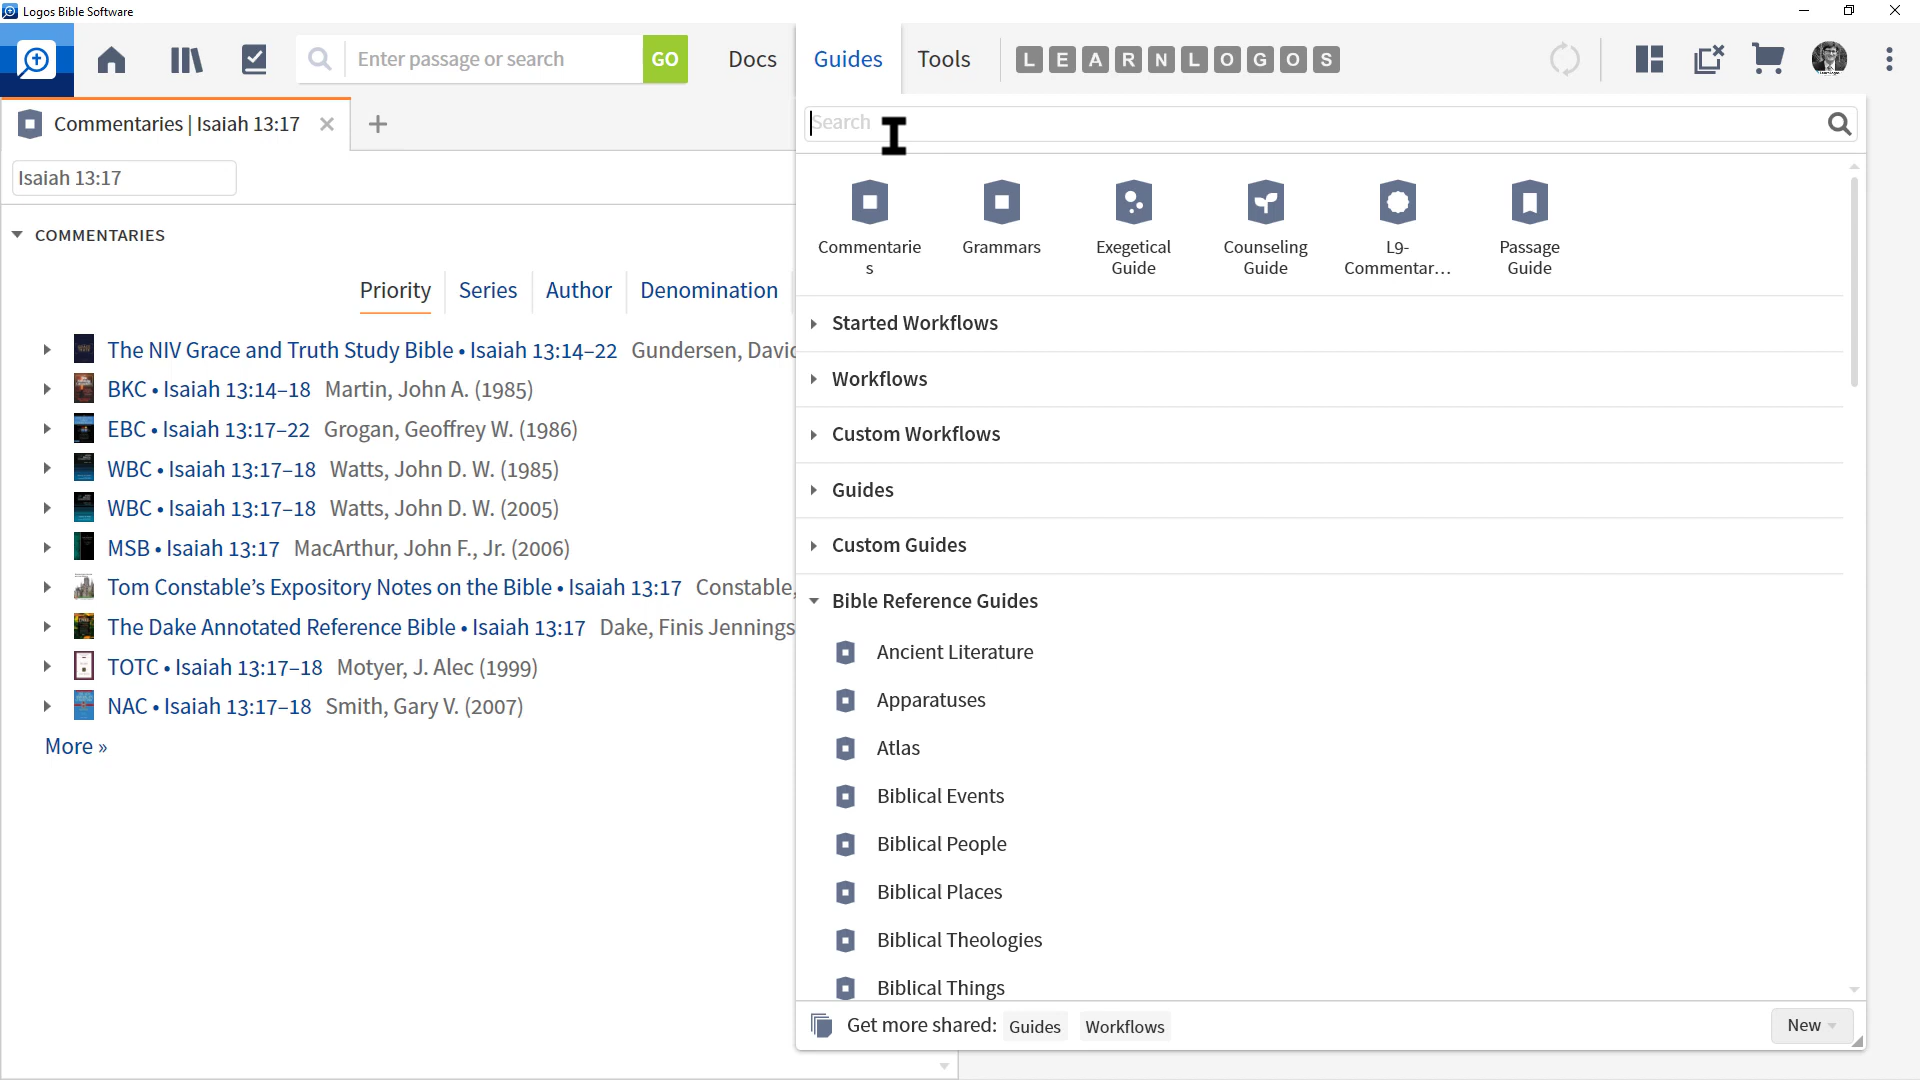 Logos Bible Software
Enter passage or search
GO
Docs
Guides
Tools
LEARNLOGOS
Commentaries | Isaiah 13:17
Isaiah 13:17
COMMENTARIES
Priority
Series
Author
Denomination
The NIV Grace and Truth Study Bible • Isaiah 13:14–22 Gundersen, Davi
BKC • Isaiah 13:14–18 Martin, John A. (1985)
EBC • Isaiah 13:17–22 Grogan, Geoffrey W. (1986)
WBC • Isaiah 13:17–18 Watts, John D. W. (1985)
WBC • Isaiah 13:17–18 Watts, John D. W. (2005)
MSB • Isaiah 13:17 MacArthur, John F., Jr. (2006)
Tom Constable’s Expository Notes on the Bible • Isaiah 13:17 Constable,
The Dake Annotated Reference Bible • Isaiah 13:17 Dake, Finis Jennings
TOTC • Isaiah 13:17–18 Motyer, J. Alec (1999)
NAC • Isaiah 13:17–18 Smith, Gary V. (2007)
More »
Search
Commentarie
s
Grammars
Exegetical
Guide
Counseling
Guide
L9-
Commentar...
Passage
Guide
Started Workflows
Workflows
Custom Workflows
Guides
Custom Guides
Bible Reference Guides
Ancient Literature
Apparatuses
Atlas
Biblical Events
Biblical People
Biblical Places
Biblical Theologies
Biblical Things
Get more shared: Guides Workflows
New